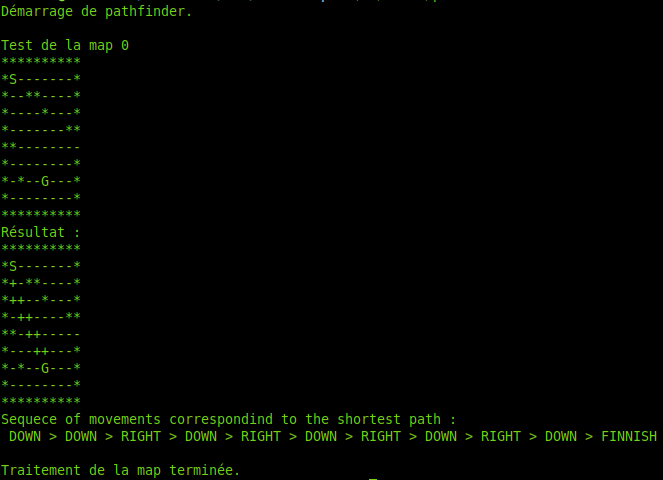 Démarrage de pathfinder.
Test de la map 0
**********
*S-------*
*--**----*
*----*---*
*-------**
**--------
*--------*
*-*--G---*
*--------*
**********
Résultat :
**********
*S-------*
*+-**----*
*++--*---*
*-++----**
**-++-----
*---++---*
*-*--G---*
*--------*
**********
Sequece of movements correspondind to the shortest path :
DOWN > DOWN > RIGHT > DOWN > RIGHT > DOWN > RIGHT > DOWN > RIGHT > DOWN > FINNISH
Traitement de la map terminée.